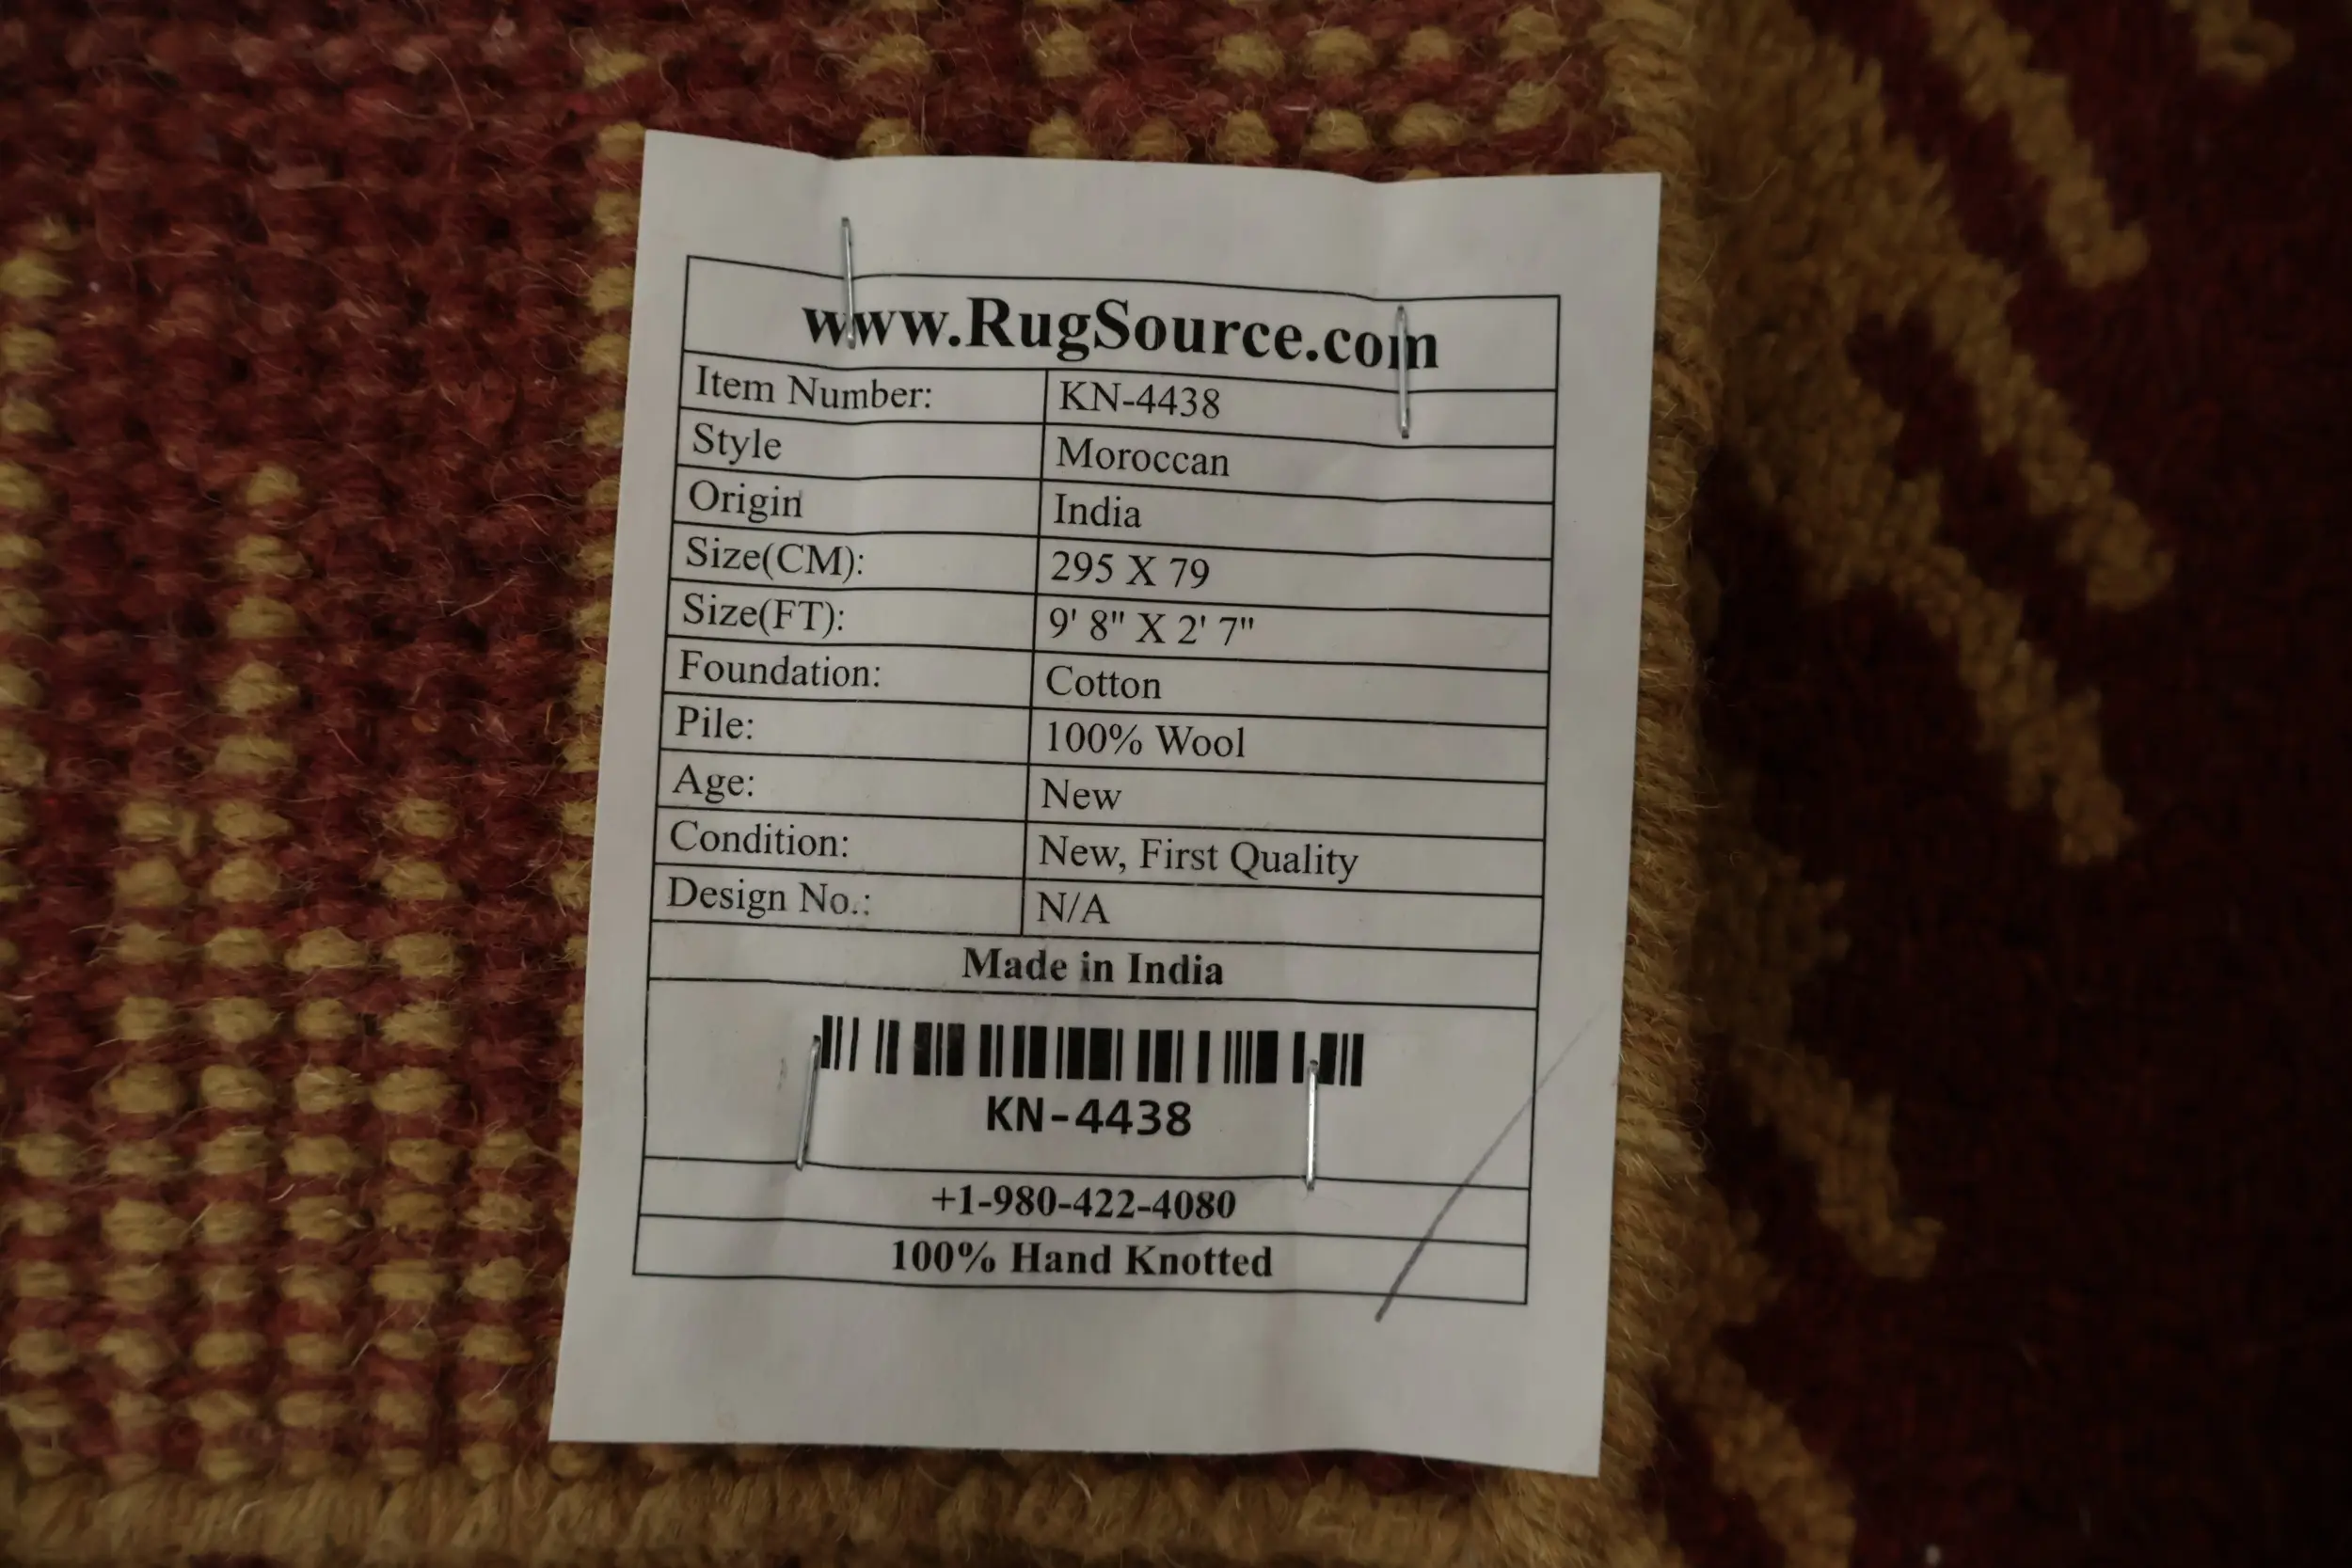 www.RugSource.com
Item Number: KN-4438
Style Moroccan
Origin India
Size(CM): 295 X 79
Size(FT): 9' 8" X 2' 7"
Foundation: Cotton
Pile: 100% Wool
Age: New
Condition: New, First Quality
Design No.: N/A
Made in India
KN-4438
+1-980-422-4080
100% Hand Knotted